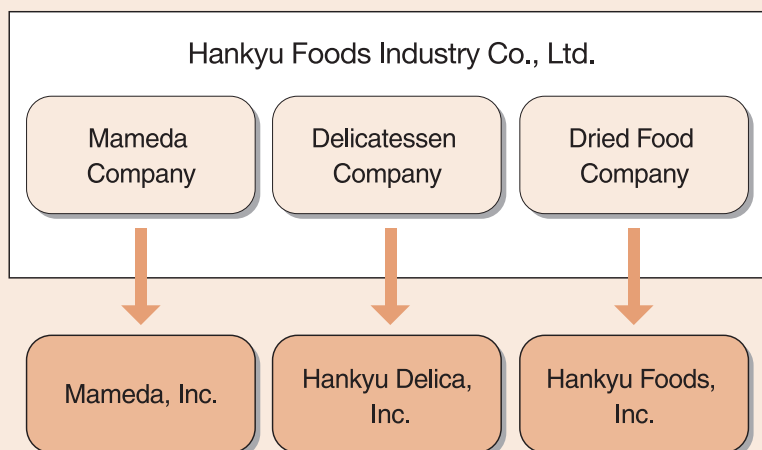 Hankyu Foods Industry Co., Ltd.
Mameda
Company
Delicatessen
Company
Dried Food
Company
Mameda, Inc.
Hankyu Delica,
Inc.
Hankyu Foods,
Inc.